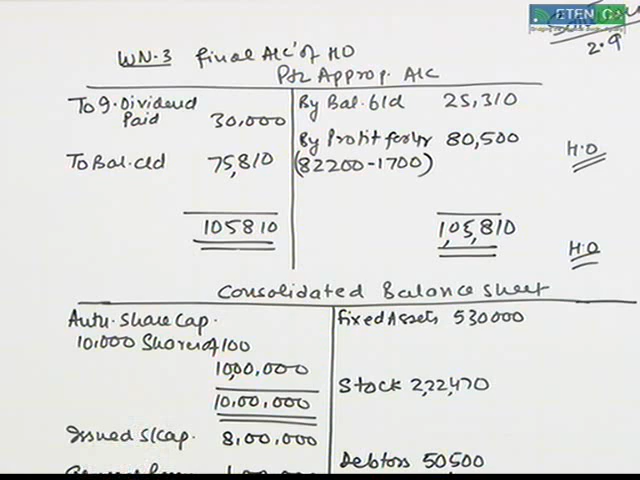 ETEN
2.9
WN.3 Final A/c's of HO
P&L Approp. A/c
To I. Dividend Paid 30,000
By Bal. b/d 25,310
By Profit for Yr 80,500
(82200-1700)
H.O
To Bal. c/d 75,810
105810
1,05,810
H.O
Consolidated Balance Sheet
Auth. Share Cap.
10,000 Shares of 100
10,00,000
10,00,000
Fixed Assets 530000
Stock 2,22,470
Issued S/Cap. 8,00,000
Debtors 50500